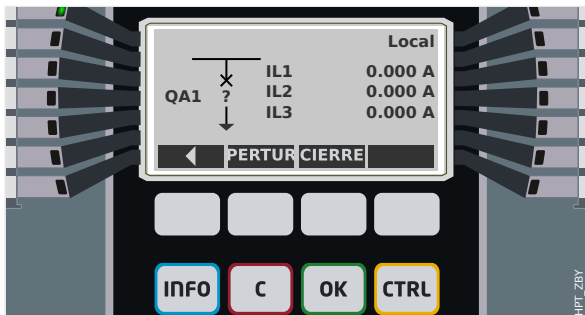 Local
IL1 0.000 A
QA1 ? IL2 0.000 A
IL3 0.000 A
PERTUR CIERRE
INFO C OK CTRL
HPT_ZBY